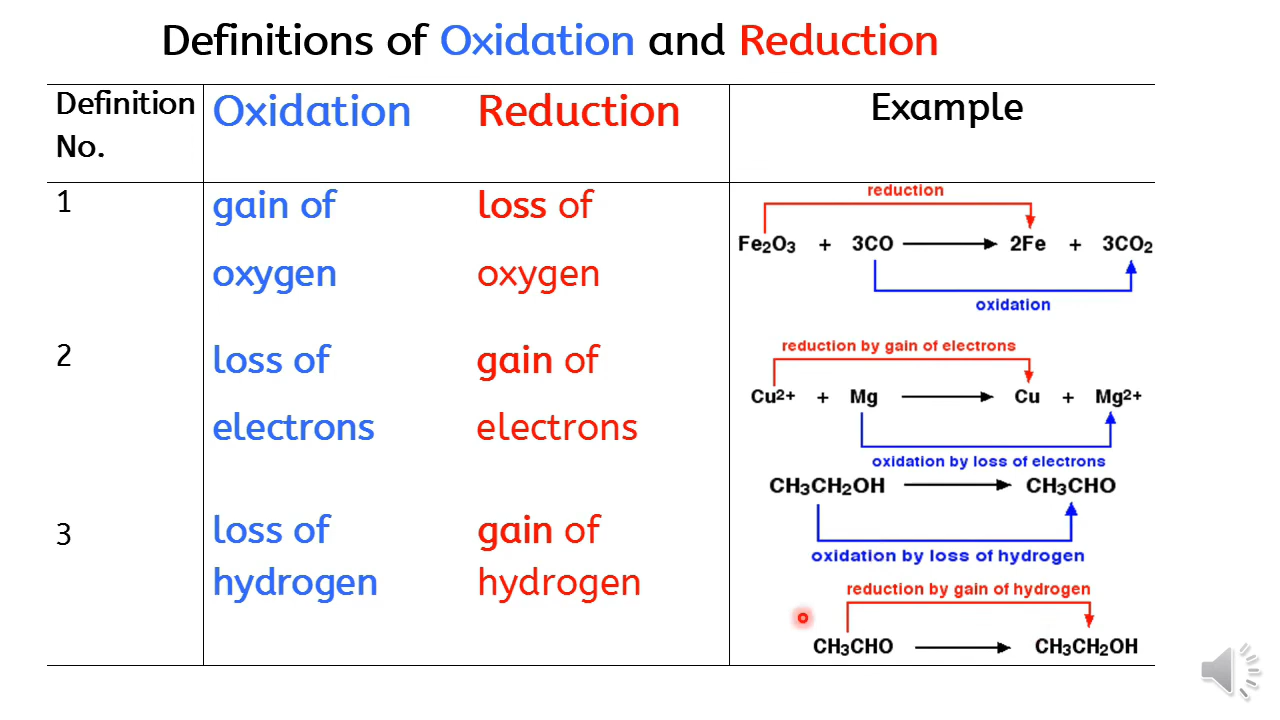 Definitions of Oxidation and Reduction
Definition
No.
Oxidation
Reduction
Example
1
gain of
oxygen
loss of
oxygen
reduction
Fe₂O₃ + 3CO ⟶ 2Fe + 3CO₂
oxidation
2
loss of
electrons
gain of
electrons
reduction by gain of electrons
Cu²⁺ + Mg ⟶ Cu + Mg²⁺
oxidation by loss of electrons
3
loss of
hydrogen
gain of
hydrogen
CH₃CH₂OH ⟶ CH₃CHO
oxidation by loss of hydrogen
reduction by gain of hydrogen
CH₃CHO ⟶ CH₃CH₂OH